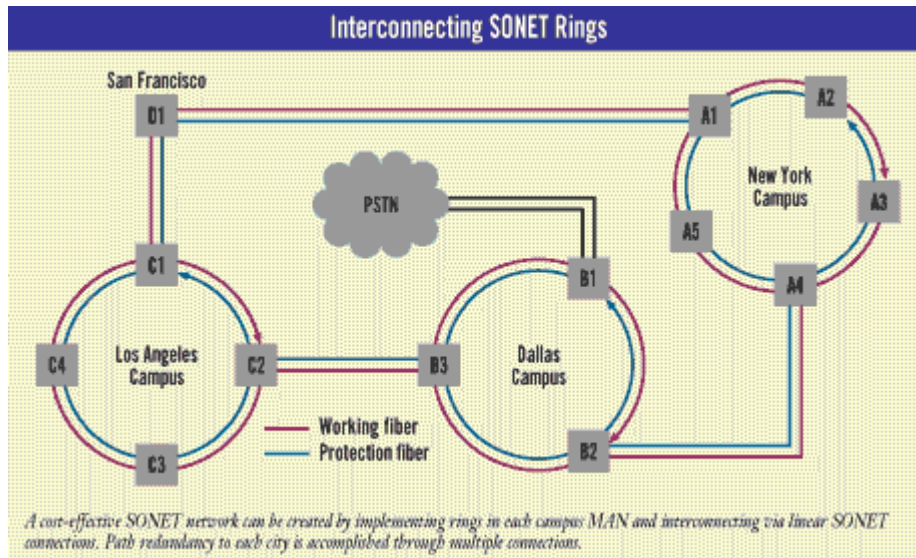 Interconnecting SONET Rings
San Francisco
D1
A1
A2
PSTN
New York
Campus
A3
A5
C1
B1
A4
C4
Los Angeles
Campus
C2
B3
Dallas
Campus
Working fiber
Protection fiber
B2
C3
A cost-effective SONET network can be created by implementing rings in each campus MAN and interconnecting via linear SONET
connections. Path redundancy to each city is accomplished through multiple connections.